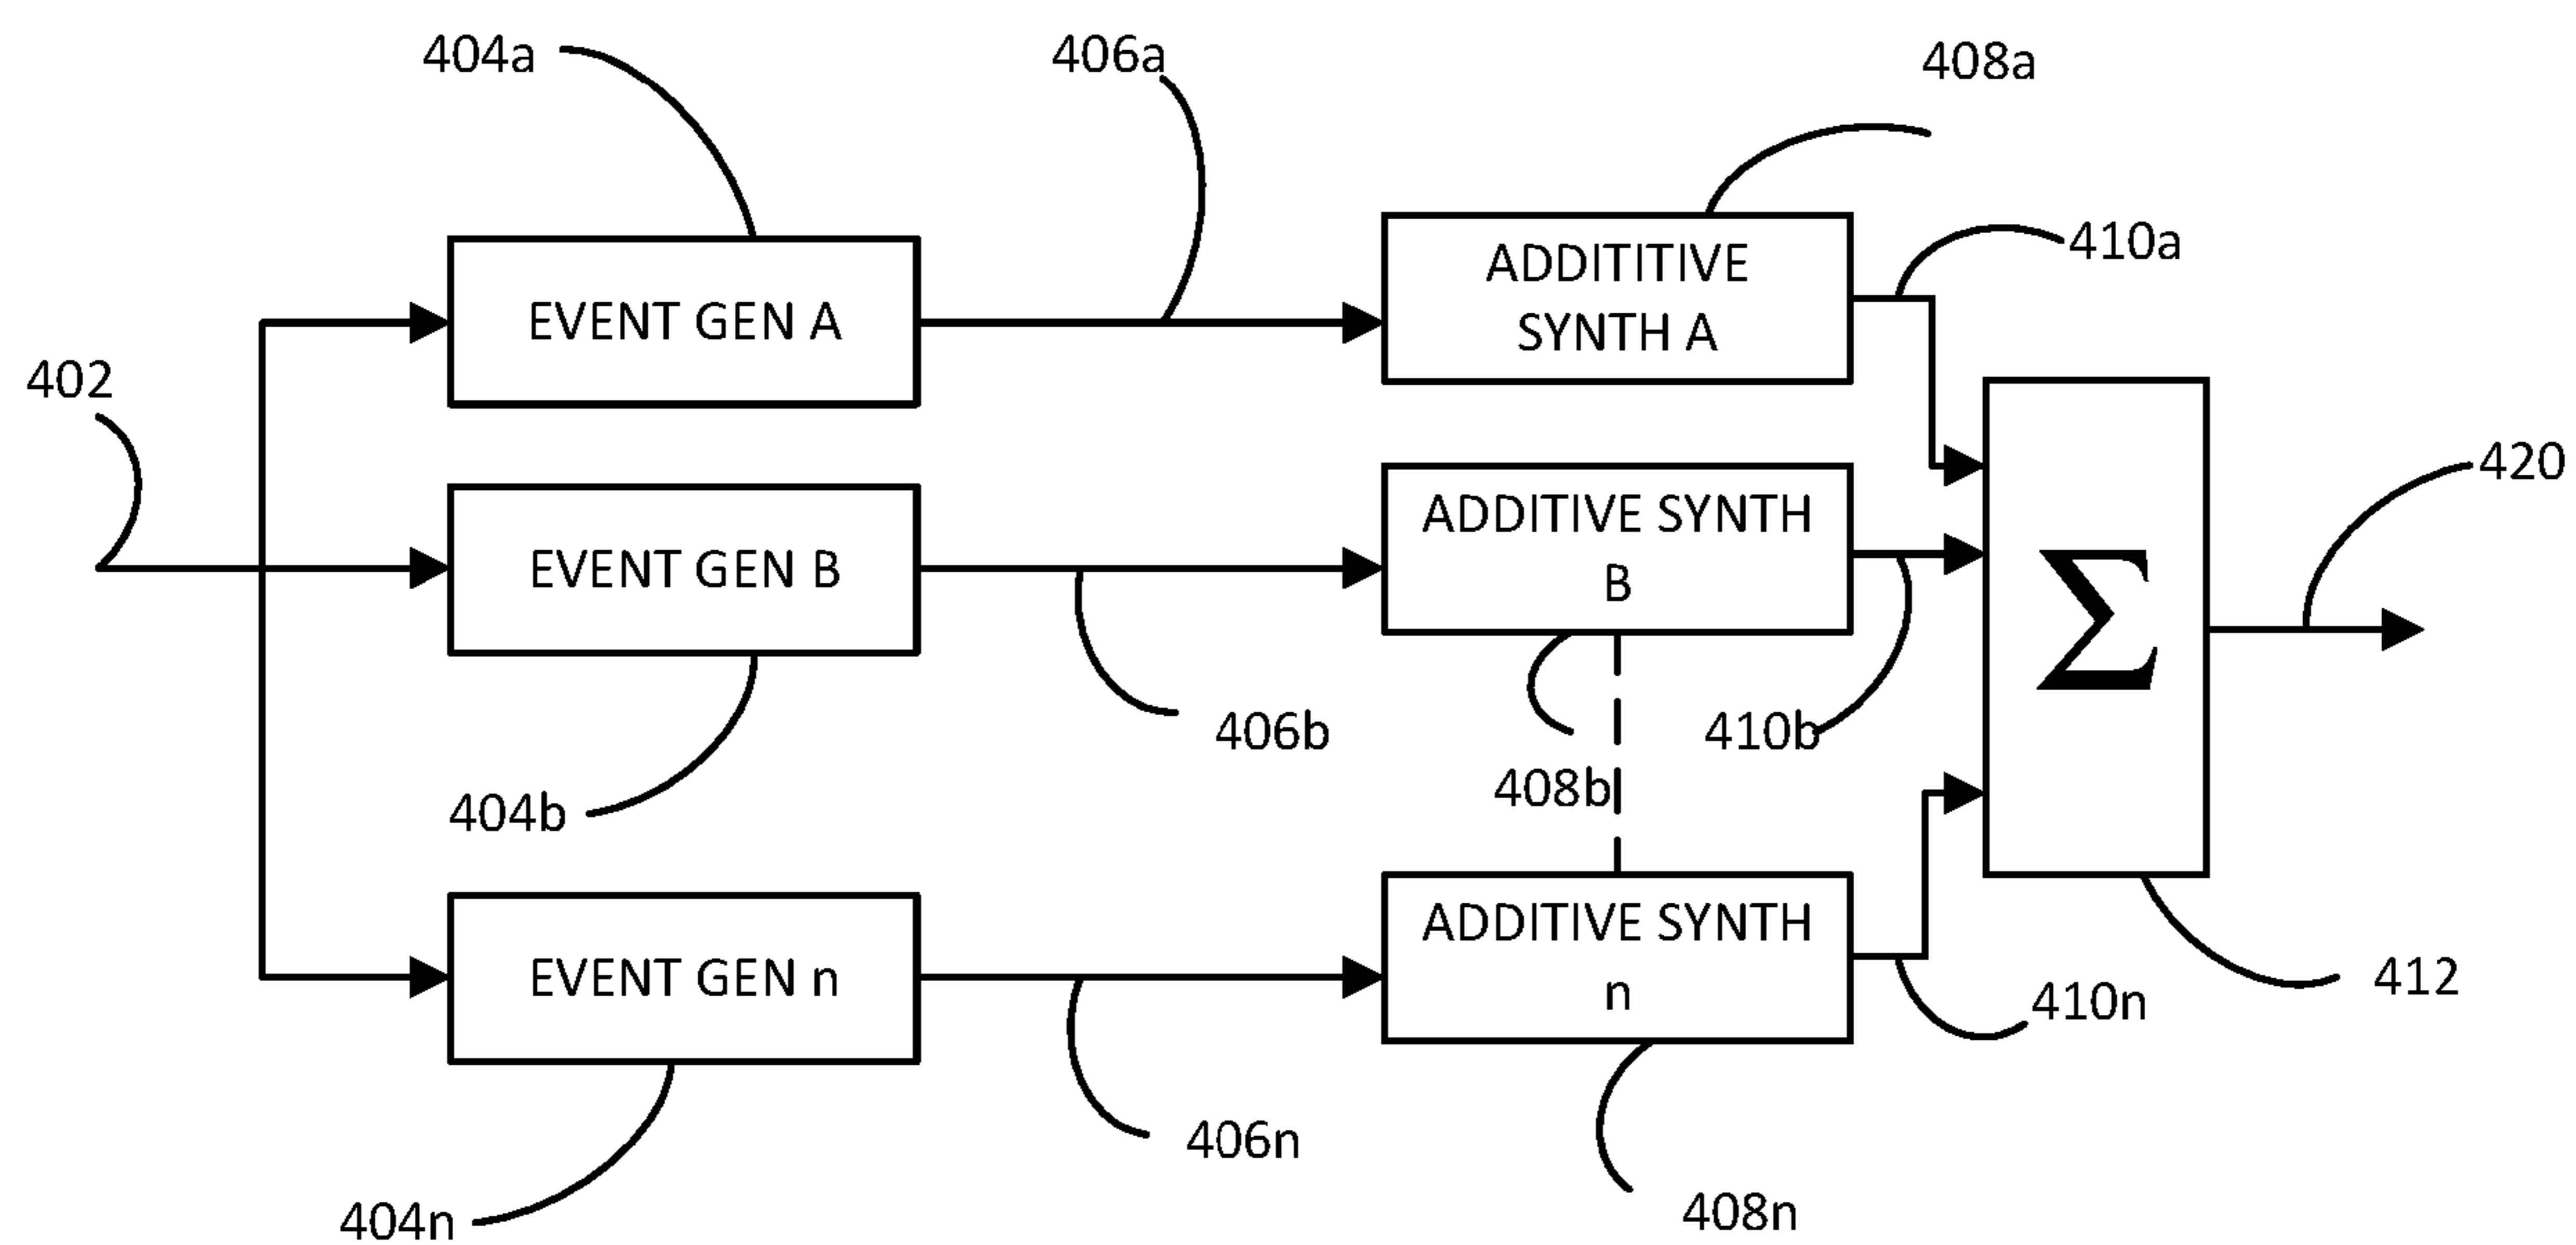 404a
406a
408a
410a
ADDITITIVE
SYNTH A
EVENT GEN A
402
420
ADDITIVE SYNTH
B
EVENT GEN B
Σ
406b
410b
408b
404b
ADDITIVE SYNTH
n
EVENT GEN n
412
410n
406n
408n
404n